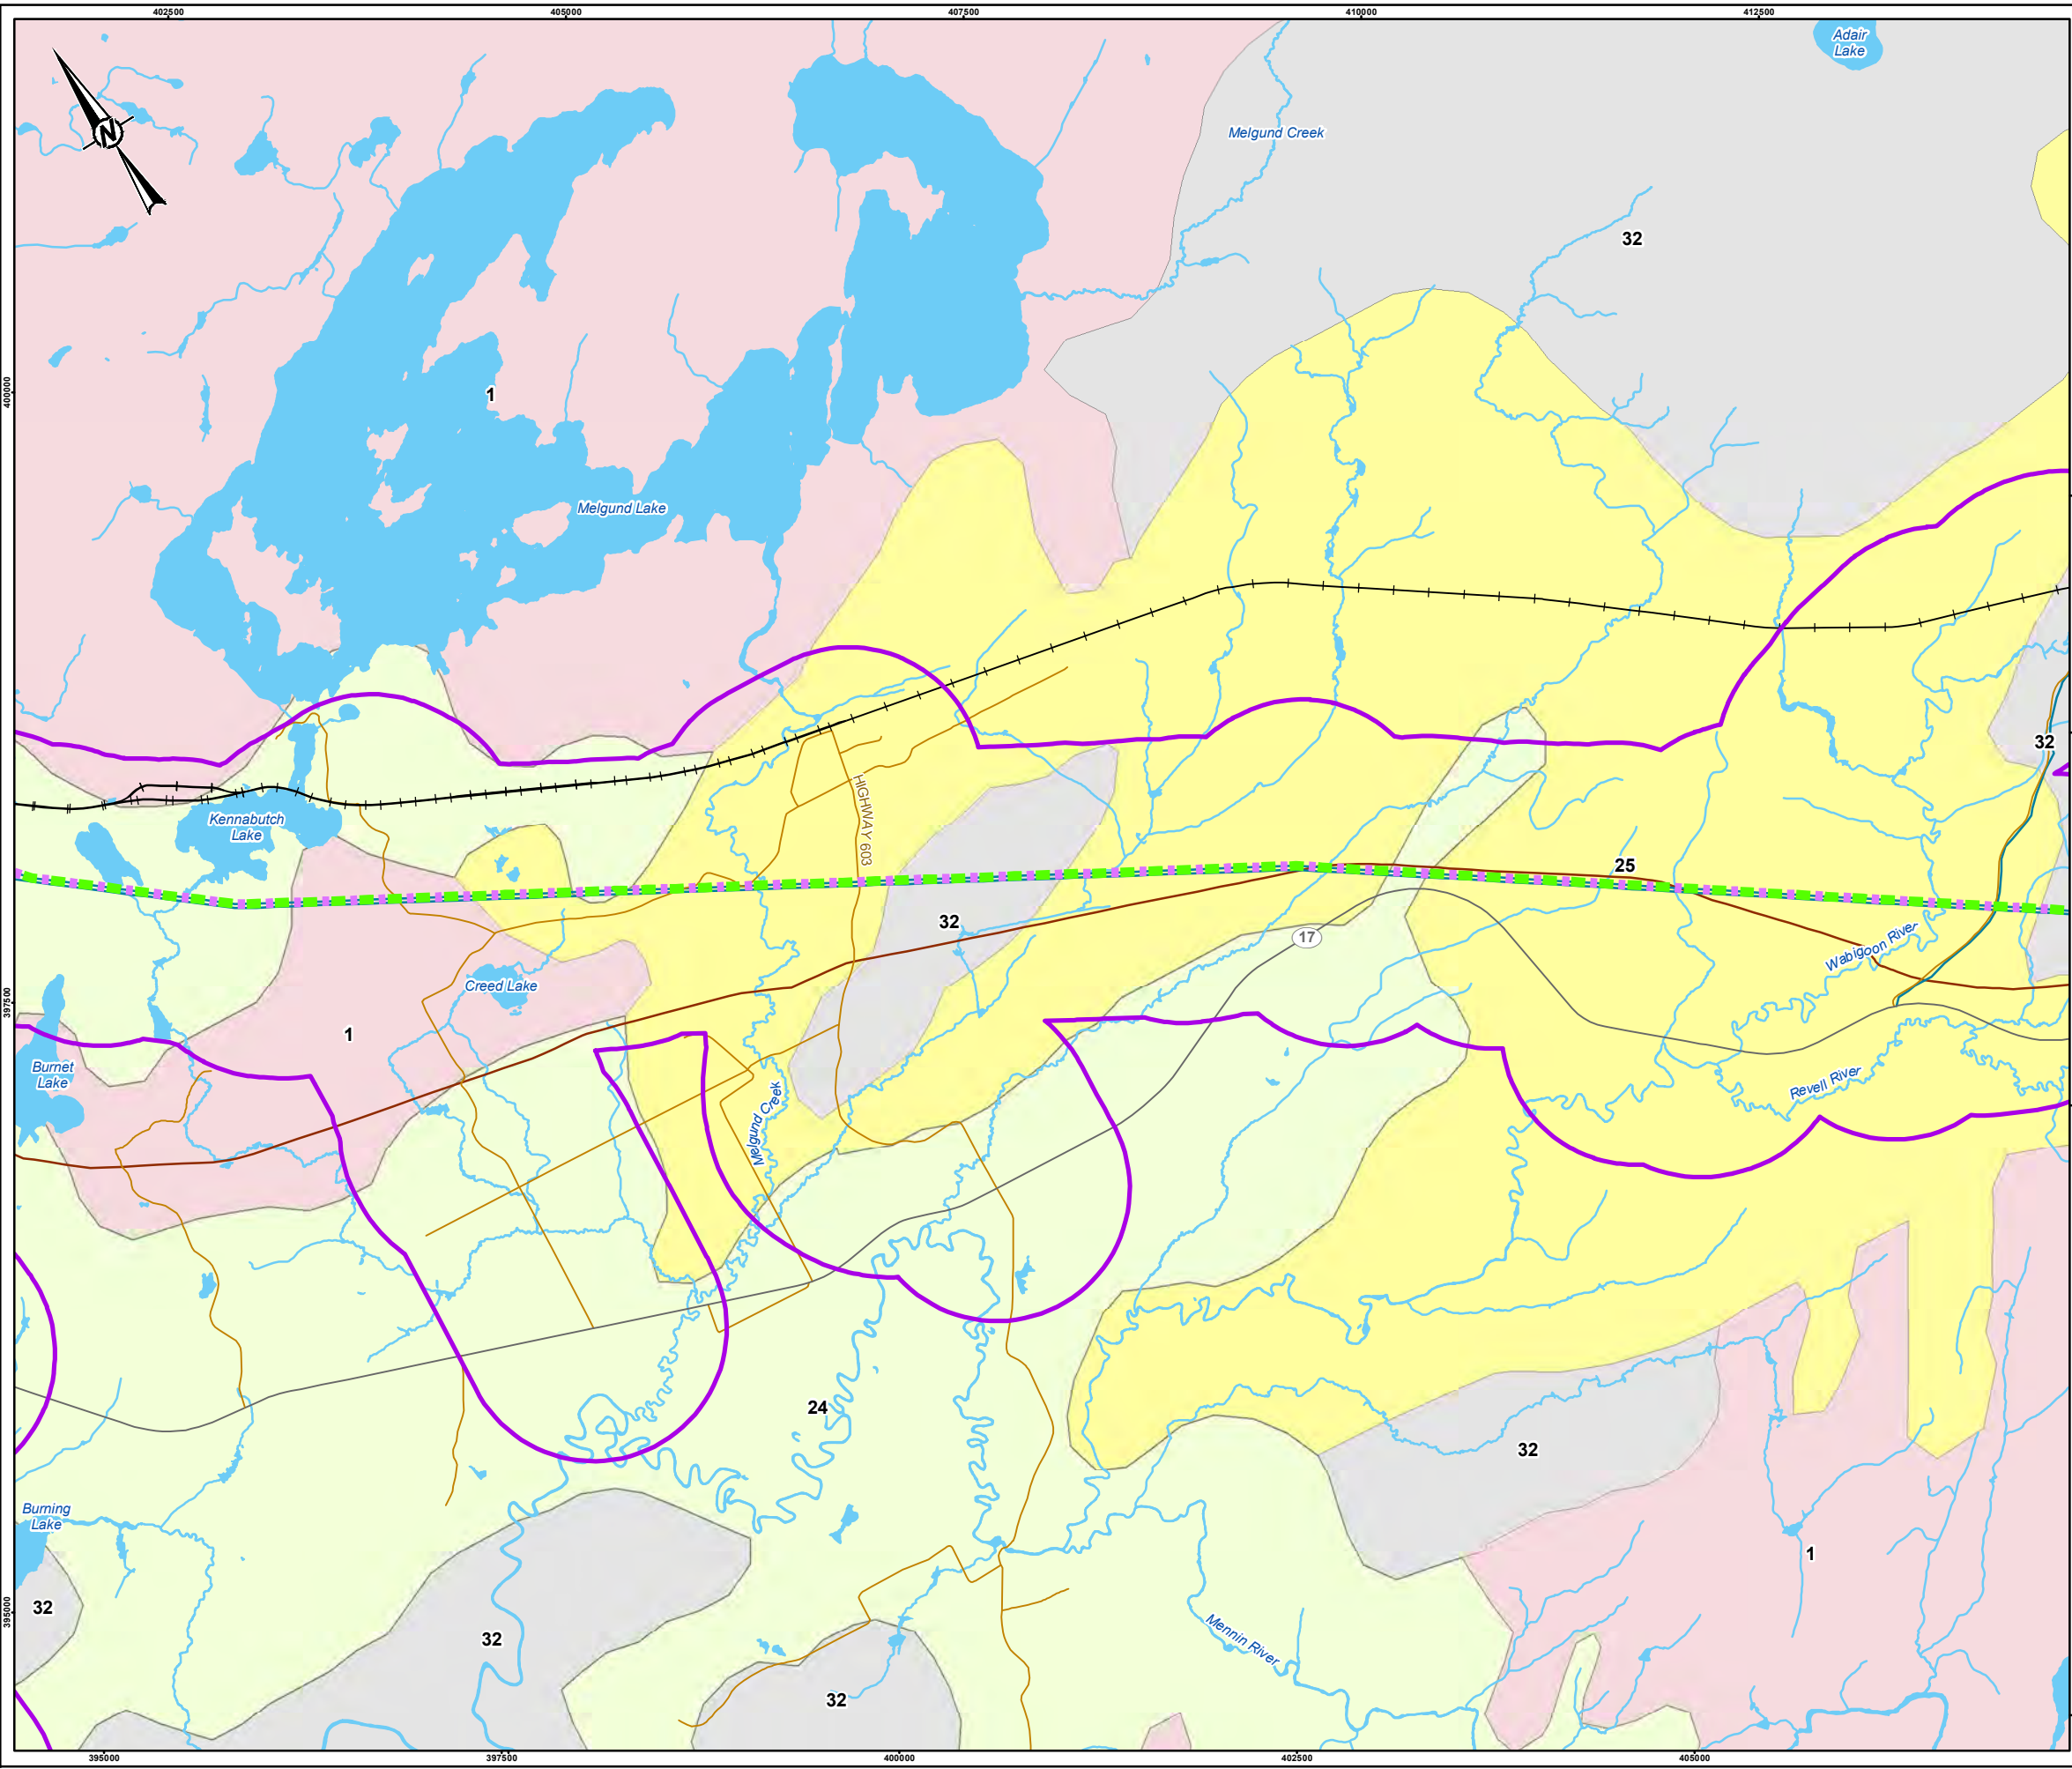 402500
405000
407500
410000
412500
Adair
Lake
N
Melgund Creek
32
400000
1
Melgund Lake
32
Kennabutch
Lake
HIGHWAY 603
25
32
17
Wabigoon River
Creed Lake
397500
1
Burnet
Lake
Revell River
Melgund Creek
24
32
Burning
Lake
1
32
395000
32
Mennin River
32
395000
397500
400000
402500
405000